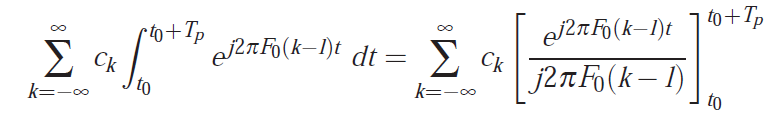 \sum_{k=-\infty}^{\infty} c_k \int_{t_0}^{t_0+T_p} e^{j2\pi F_0(k-l)t} dt = \sum_{k=-\infty}^{\infty} c_k \left[ \frac{e^{j2\pi F_0(k-l)t}}{j2\pi F_0(k-l)} \right]_{t_0}^{t_0+T_p}